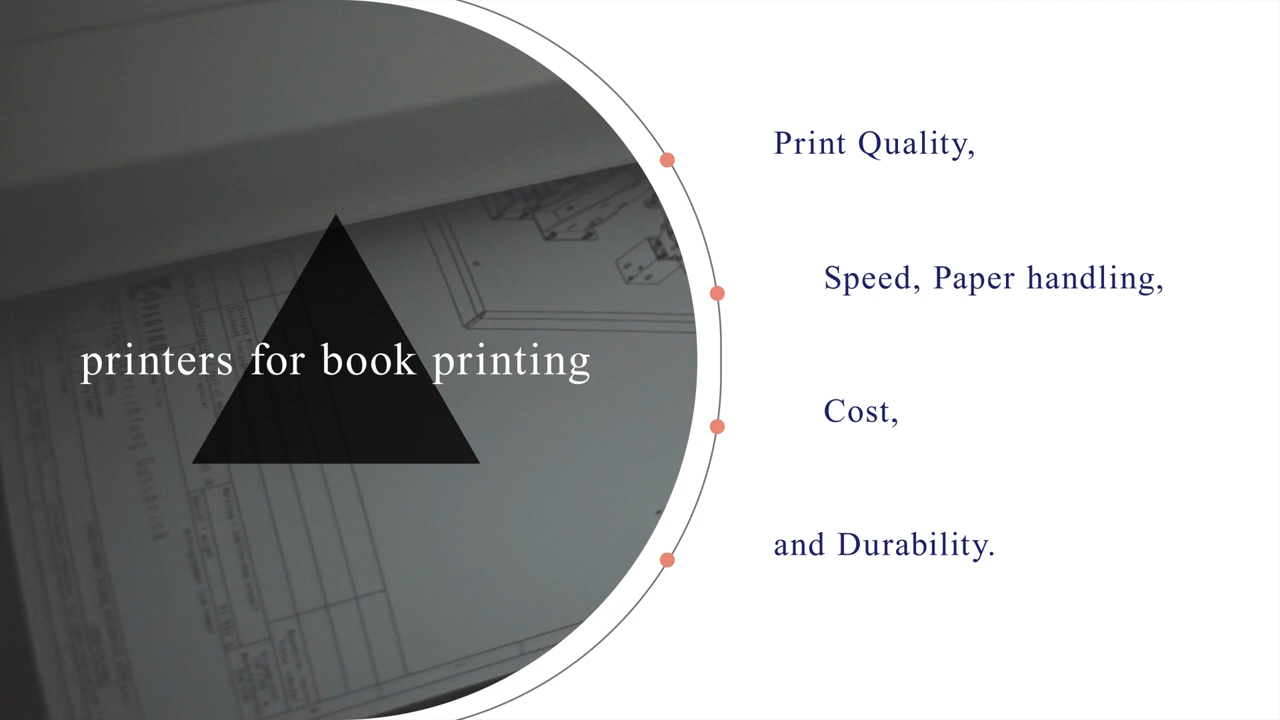 printers for book printing
Print Quality,
Speed, Paper handling,
Cost,
and Durability.